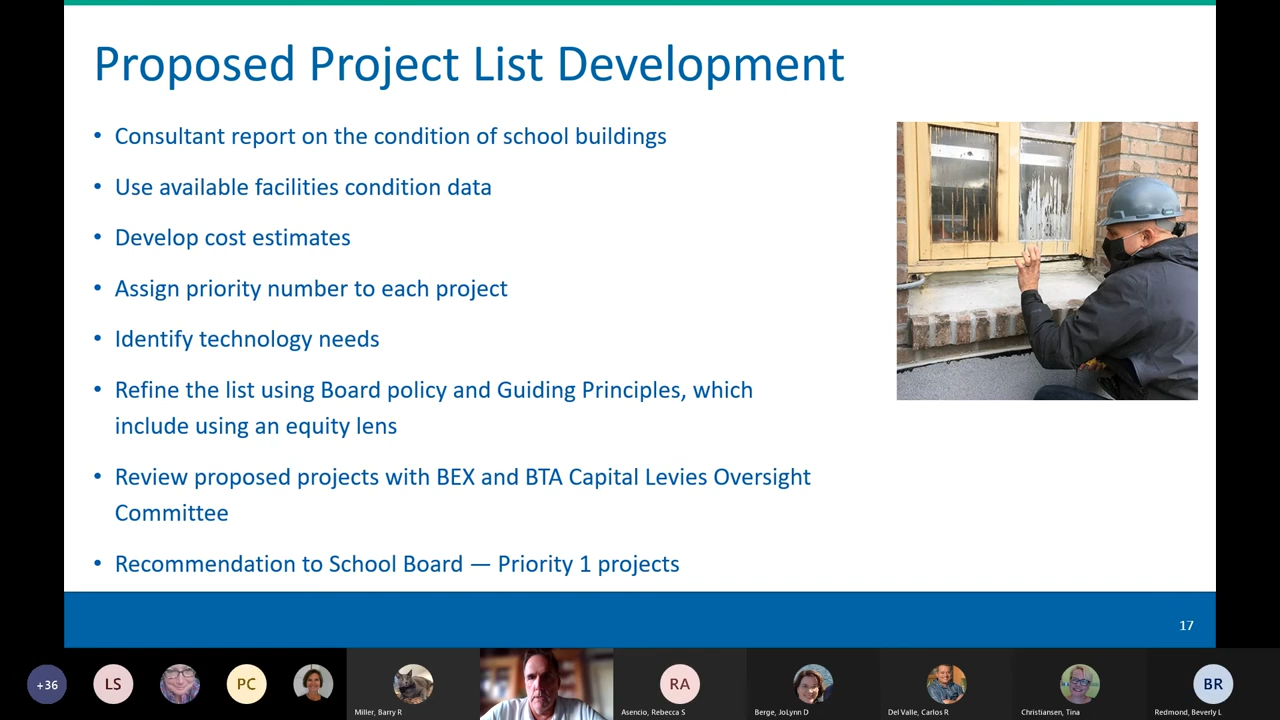 Proposed Project List Development
• Consultant report on the condition of school buildings
• Use available facilities condition data
• Develop cost estimates
• Assign priority number to each project
• Identify technology needs
• Refine the list using Board policy and Guiding Principles, which
include using an equity lens
• Review proposed projects with BEX and BTA Capital Levies Oversight
Committee
• Recommendation to School Board — Priority 1 projects
17
+36
LS
PC
RA
BR
Miller, Barry R
Asencio, Rebecca S
Berge, JoLynn D
Del Valle, Carlos R
Christiansen, Tina
Redmond, Beverly L